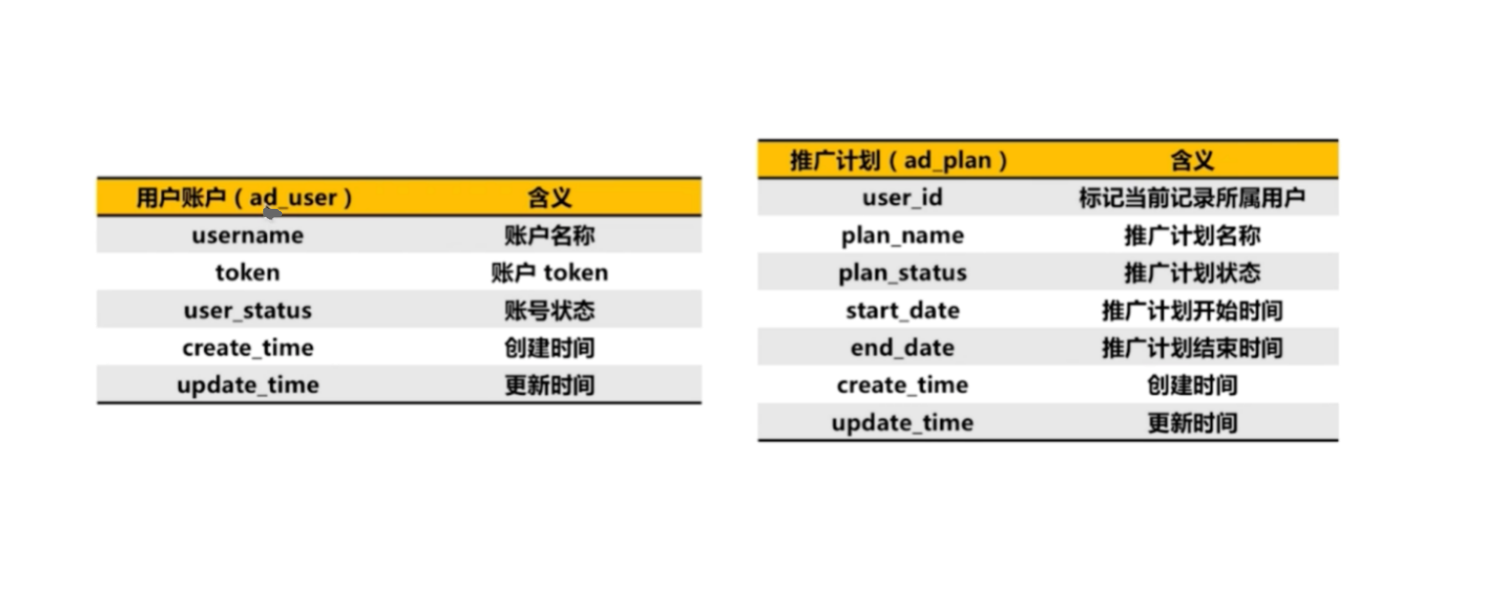 用户账户（ad_user） 含义
username 账户名称
token 账户 token
user_status 账号状态
create_time 创建时间
update_time 更新时间
推广计划（ad_plan） 含义
user_id 标记当前记录所属用户
plan_name 推广计划名称
plan_status 推广计划状态
start_date 推广计划开始时间
end_date 推广计划结束时间
create_time 创建时间
update_time 更新时间